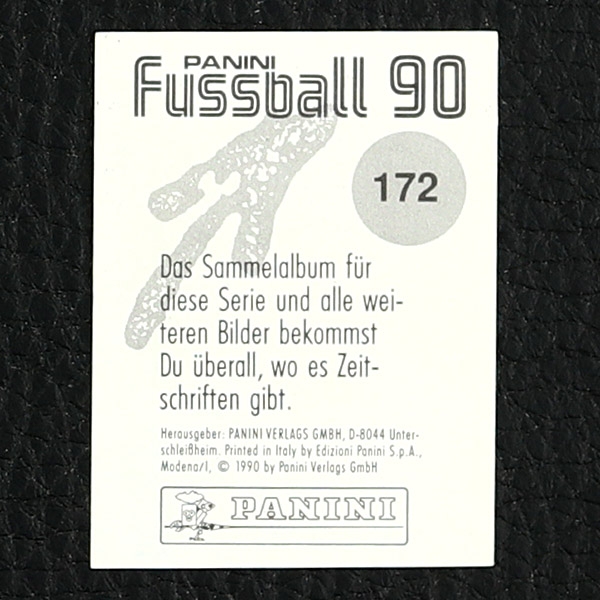 PANINI
Fussball 90
172
Das Sammelalbum für
diese Serie und alle wei-
teren Bilder bekommst
Du überall, wo es Zeit-
schriften gibt.
Herausgeber: PANINI VERLAGS GMBH, D-8044 Unter-
schleißheim. Printed in Italy by Edizioni Panini S.p.A.,
Modena/I, © 1990 by Panini Verlags GmbH
PANINI